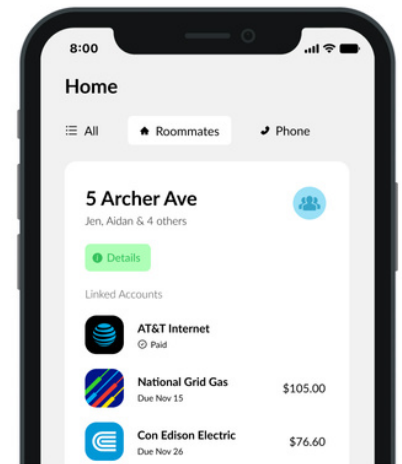 8:00
Home
All
Roommates
Phone
5 Archer Ave
Jen, Aidan & 4 others
Details
Linked Accounts
AT&T Internet
Paid
National Grid Gas
Due Nov 15
$105.00
Con Edison Electric
Due Nov 26
$76.60